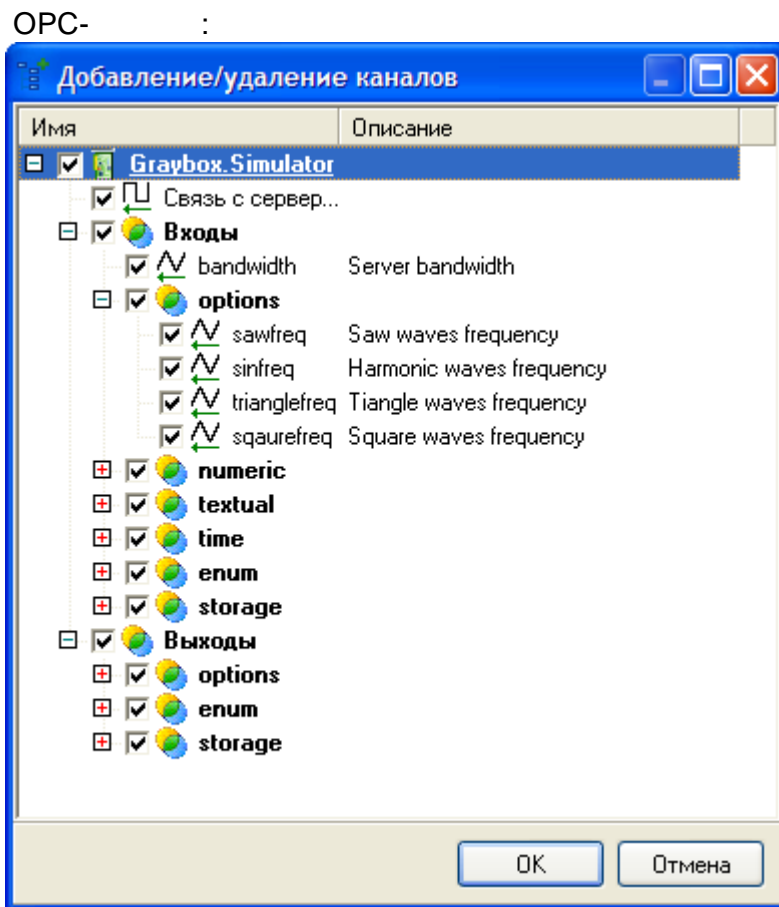 OPC- :
Добавление/удаление каналов
Имя Описание
Graybox.Simulator
Связь с сервер...
Входы
bandwidth Server bandwidth
options
sawfreq Saw waves frequency
sinfreq Harmonic waves frequency
trianglefreq Tiangle waves frequency
sqaurefreq Square waves frequency
numeric
textual
time
enum
storage
Выходы
options
enum
storage
OK Отмена